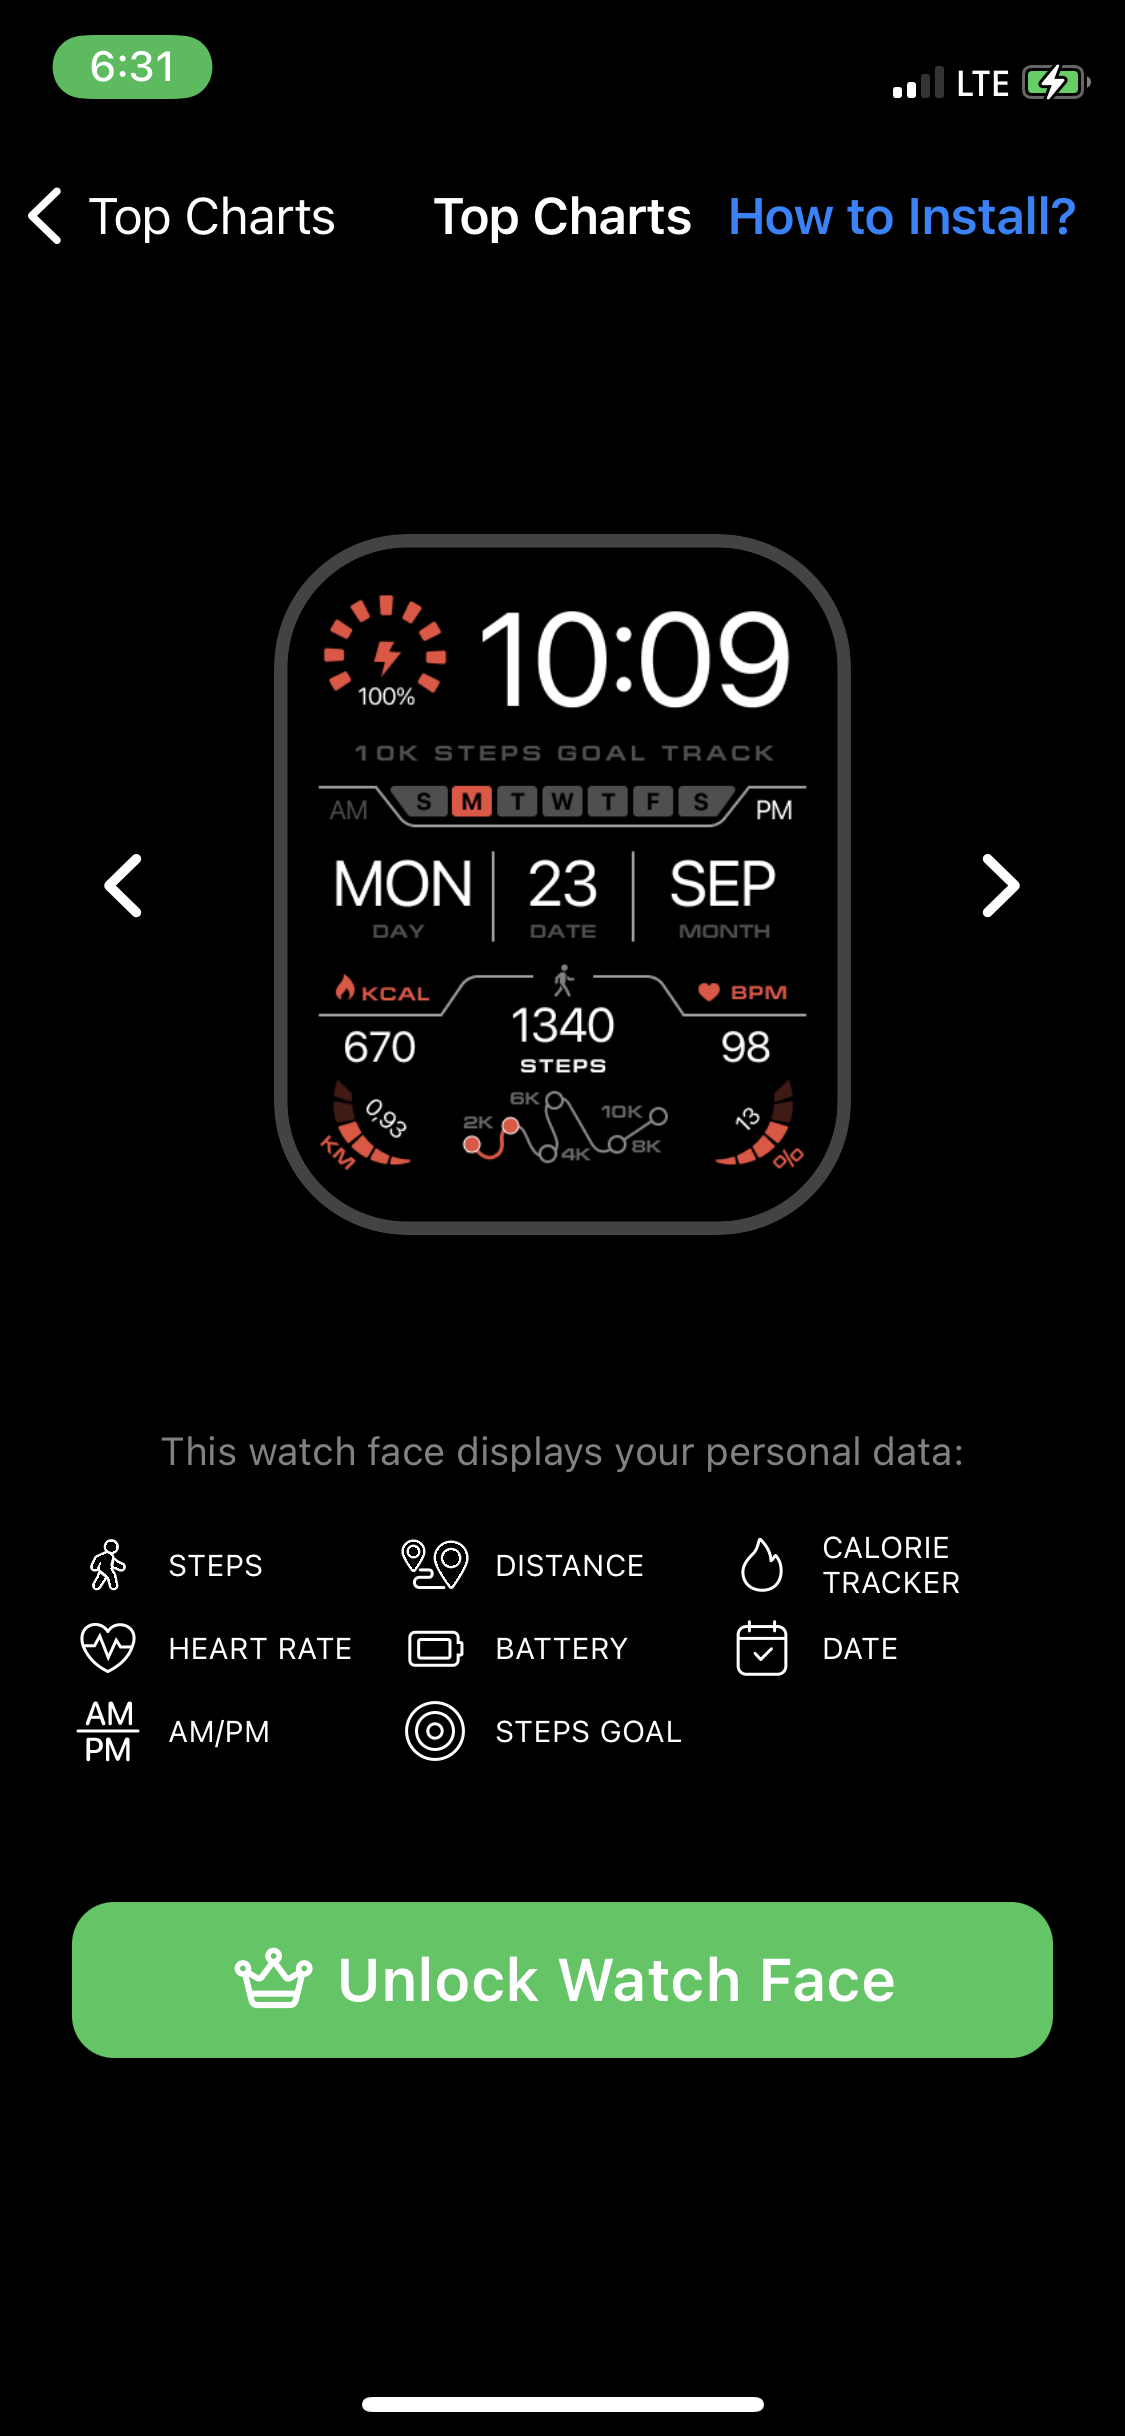 6:31 LTE
Top Charts Top Charts How to Install?
100% 10:09
10K STEPS GOAL TRACK
AM S M T W T F S PM
MON 23 SEP
DAY DATE MONTH
KCAL BPM
670 1340 98
STEPS
0,93 2K 6K 4K 10K 8K 13
KM %
This watch face displays your personal data:
STEPS DISTANCE CALORIE TRACKER
HEART RATE BATTERY DATE
AM
PM
AM/PM STEPS GOAL
Unlock Watch Face